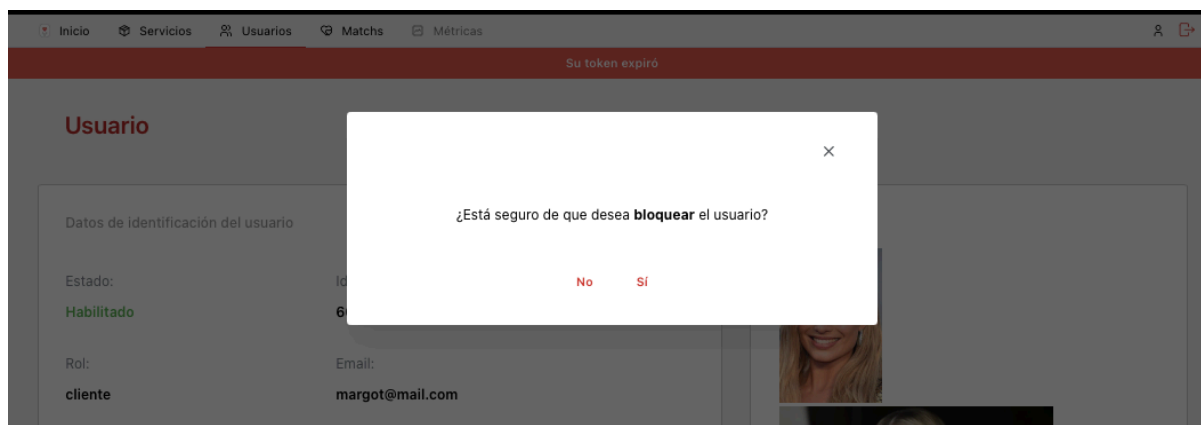 Inicio Servicios Usuarios Matchs Métricas
Su token expiró
Usuario
¿Está seguro de que desea bloquear el usuario?
No Sí
Datos de identificación del usuario
Estado:
Habilitado
Rol: Email:
cliente margot@mail.com